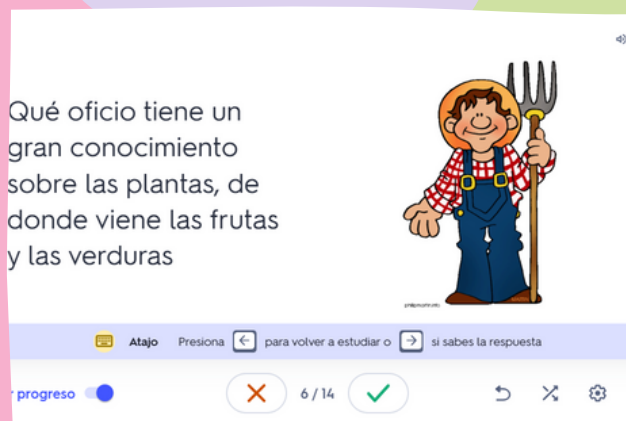 Qué oficio tiene un
gran conocimiento
sobre las plantas, de
donde viene las frutas
y las verduras
Atajo Presiona para volver a estudiar o si sabes la respuesta
progreso 6 / 14